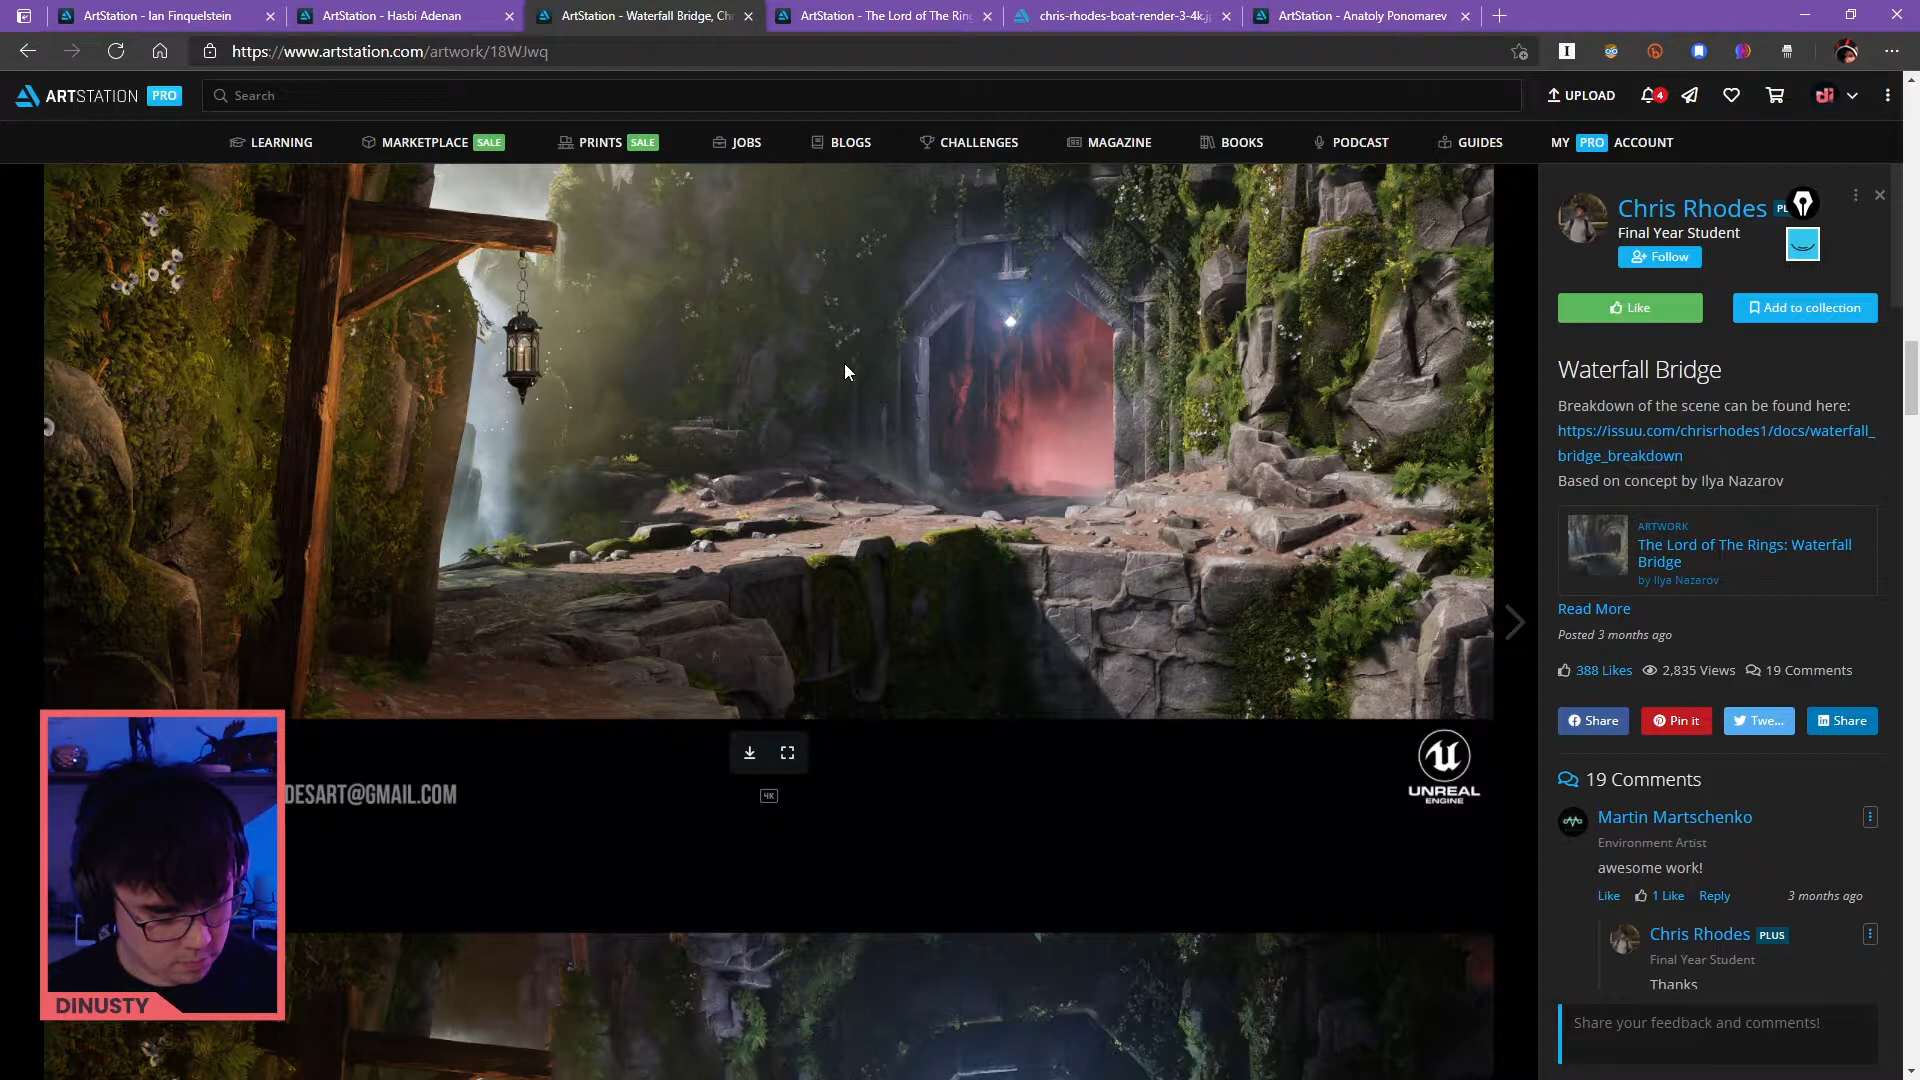 ArtStation - Ian Finquelstein
ArtStation - Hasbi Adenan
ArtStation - Waterfall Bridge, Ch
ArtStation - The Lord of The Rin
chris-rhodes-boat-render-3-4k.j
ArtStation - Anatoly Ponomarev
https://www.artstation.com/artwork/18WJwq
ARTSTATION PRO
Search
UPLOAD
4
LEARNING
MARKETPLACE SALE
PRINTS SALE
JOBS
BLOGS
CHALLENGES
MAGAZINE
BOOKS
PODCAST
GUIDES
MY PRO ACCOUNT
Chris Rhodes PL
Final Year Student
Follow
Like
Add to collection
Waterfall Bridge
Breakdown of the scene can be found here:
https://issuu.com/chrisrhodes1/docs/waterfall_
bridge_breakdown
Based on concept by Ilya Nazarov
ARTWORK
The Lord of The Rings: Waterfall
Bridge
by Ilya Nazarov
Read More
Posted 3 months ago
388 Likes 2,835 Views 19 Comments
Share
Pin it
Twe...
Share
19 Comments
Martin Martschenko
Environment Artist
awesome work!
Like 1 Like Reply 3 months ago
Chris Rhodes PLUS
Final Year Student
Thanks
Share your feedback and comments!
DESART@GMAIL.COM
4K
UNREAL
ENGINE
DINUSTY